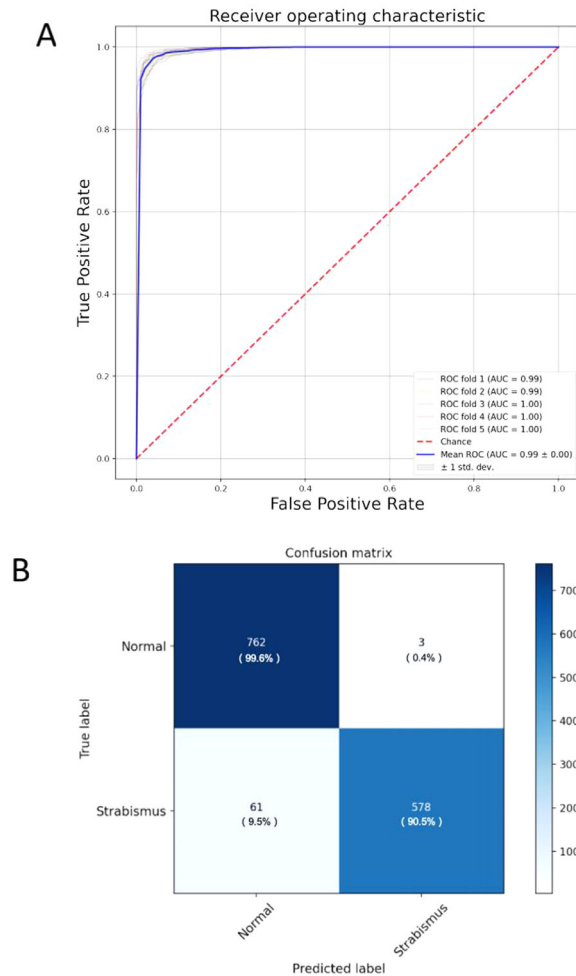 A
Receiver operating characteristic
1.0
0.8
0.6
0.4
0.2
0.0
True Positive Rate
0.0 0.2 0.4 0.6 0.8 1.0
False Positive Rate
ROC fold 1 (AUC = 0.99)
ROC fold 2 (AUC = 0.99)
ROC fold 3 (AUC = 1.00)
ROC fold 4 (AUC = 1.00)
ROC fold 5 (AUC = 1.00)
Chance
Mean ROC (AUC = 0.99 ± 0.00)
± 1 std. dev.
B
Confusion matrix
True label
Normal
762
( 99.6% )
3
( 0.4% )
Strabismus
61
( 9.5% )
578
( 90.5% )
Normal
Strabismus
Predicted label
700
600
500
400
300
200
100